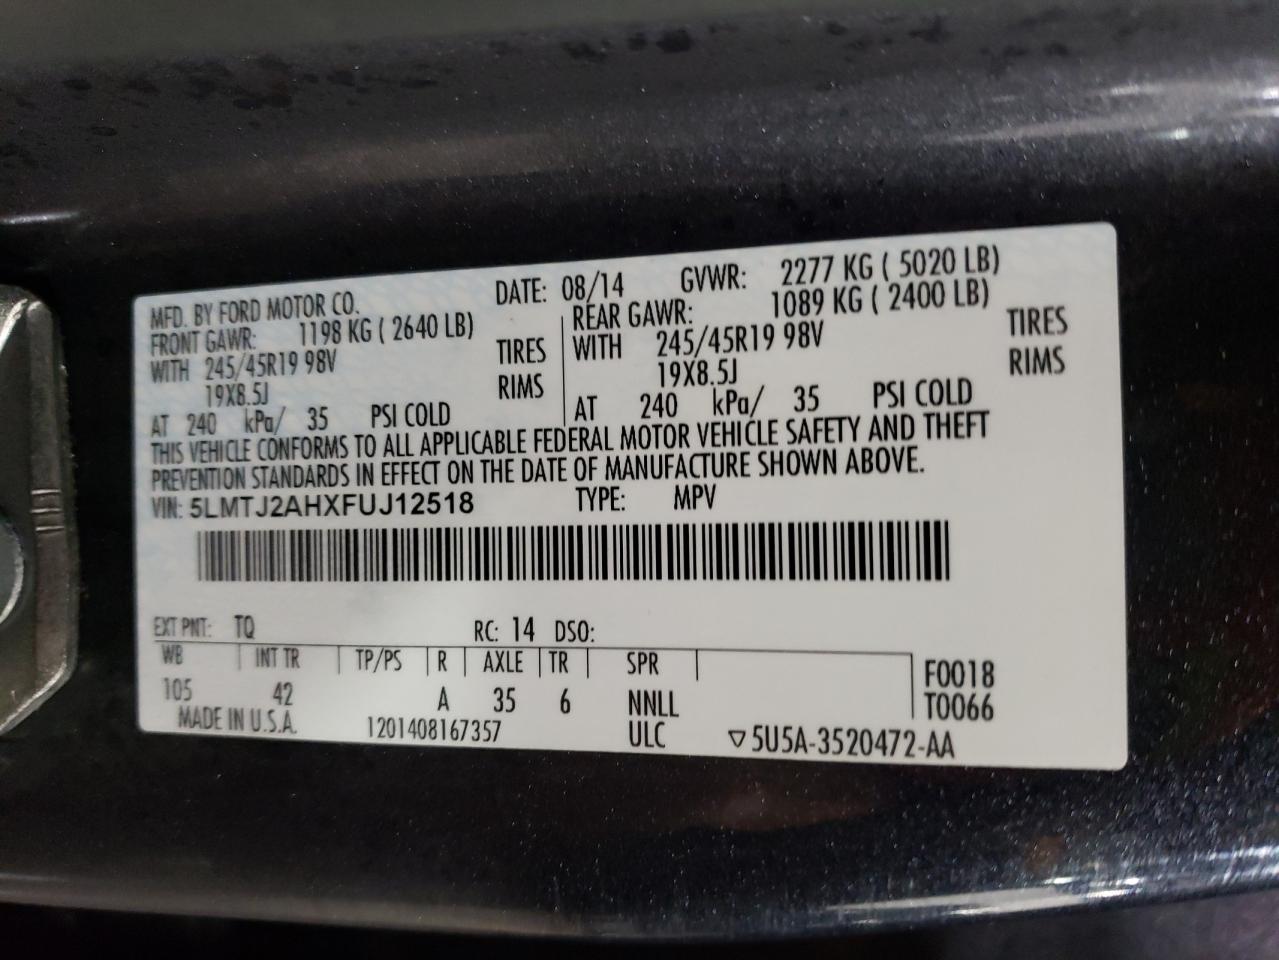 MFD. BY FORD MOTOR CO. DATE: 08/14 GVWR: 2277 KG ( 5020 LB)
FRONT GAWR: 1198 KG ( 2640 LB) REAR GAWR: 1089 KG ( 2400 LB)
WITH 245/45R19 98V TIRES WITH 245/45R19 98V TIRES
19X8.5J RIMS 19X8.5J RIMS
AT 240 kPa/ 35 PSI COLD AT 240 kPa/ 35 PSI COLD
THIS VEHICLE CONFORMS TO ALL APPLICABLE FEDERAL MOTOR VEHICLE SAFETY AND THEFT
PREVENTION STANDARDS IN EFFECT ON THE DATE OF MANUFACTURE SHOWN ABOVE.
VIN: 5LMTJ2AHXFUJ12518 TYPE: MPV
EXT PNT: TQ RC: 14 DSO:
WB INT TR TP/PS R AXLE TR SPR
105 42 A 35 6 NNLL
F0018
T0066
MADE IN U.S.A. 1201408167357 ULC ▽5U5A-3520472-AA